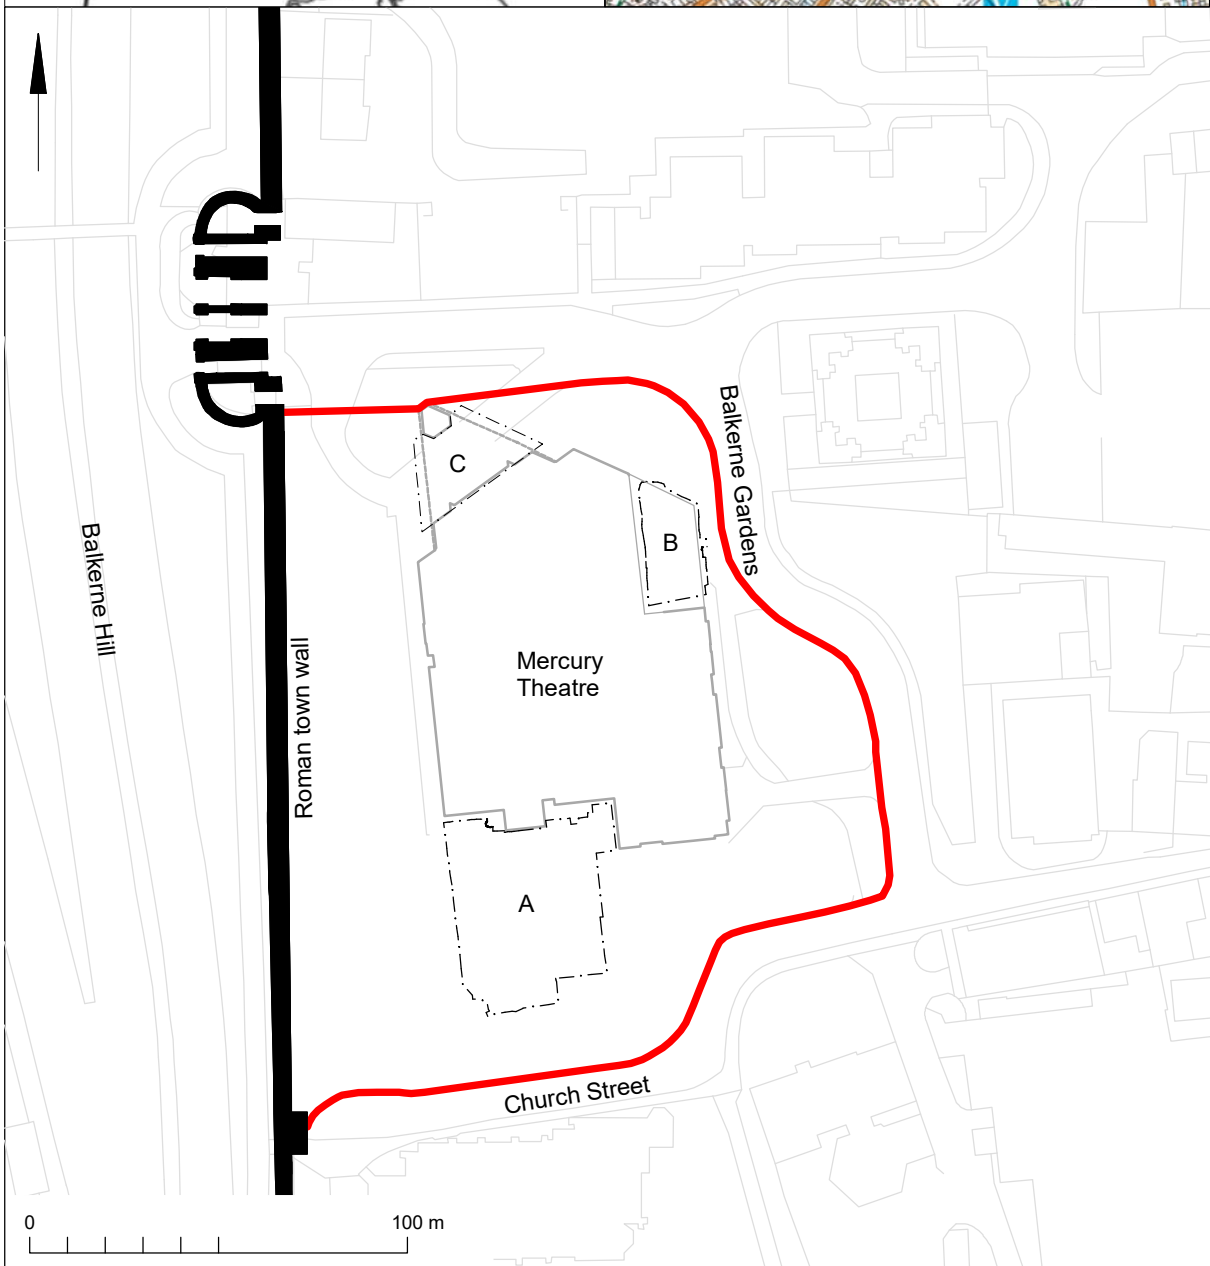 C
Balkerne Gardens
B
Balkerne Hill
Roman town wall
Mercury
Theatre
A
Church Street
0
100 m